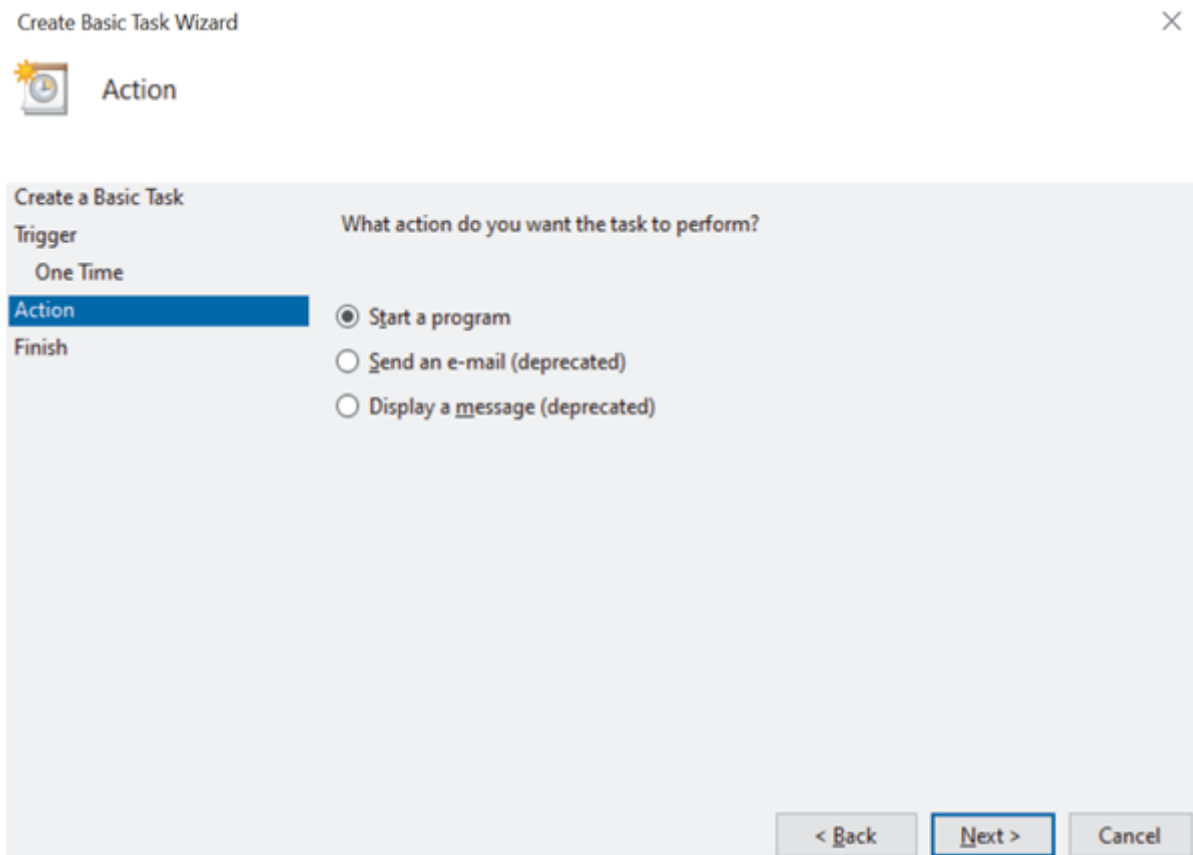 Create Basic Task Wizard
Action
Create a Basic Task
Trigger
One Time
Action
Finish
What action do you want the task to perform?
Start a program
Send an e-mail (deprecated)
Display a message (deprecated)
< Back
Next >
Cancel